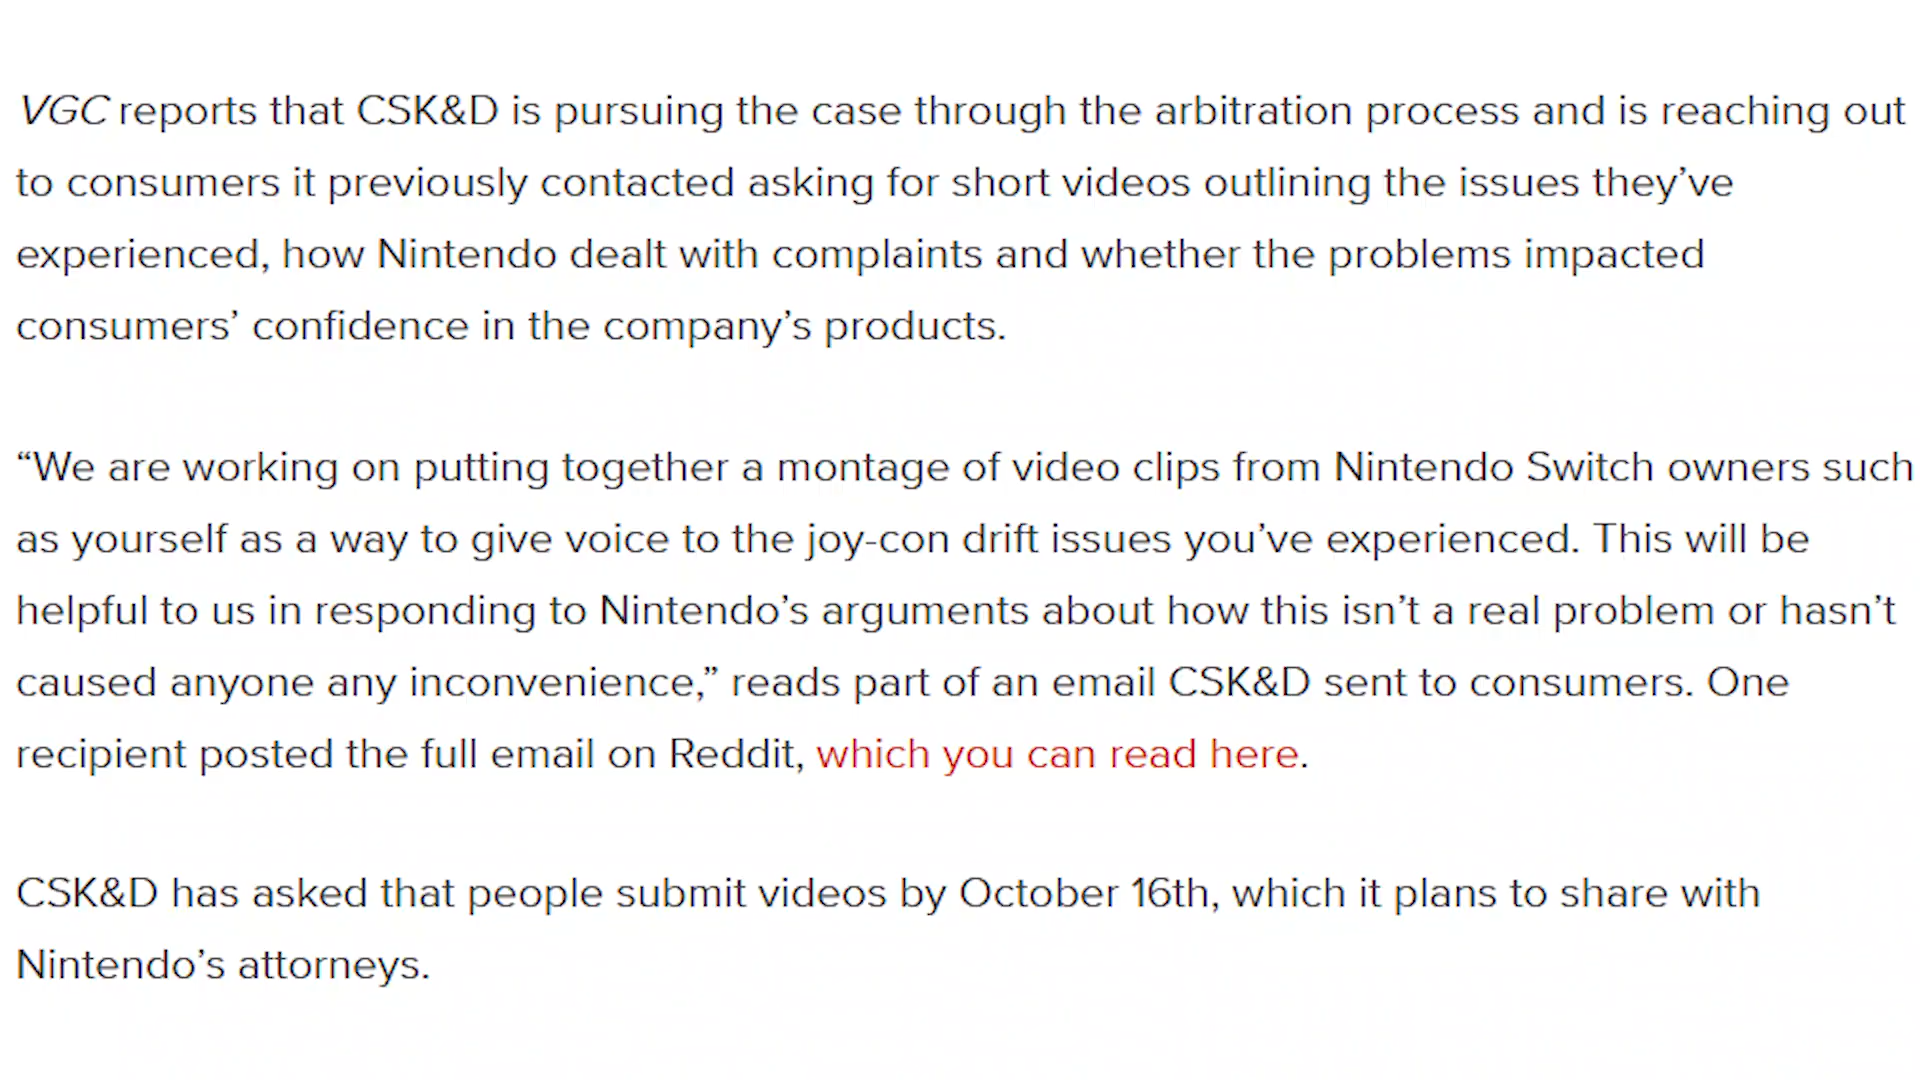 VGC reports that CSK&D is pursuing the case through the arbitration process and is reaching out
to consumers it previously contacted asking for short videos outlining the issues they’ve
experienced, how Nintendo dealt with complaints and whether the problems impacted
consumers’ confidence in the company’s products.
“We are working on putting together a montage of video clips from Nintendo Switch owners such
as yourself as a way to give voice to the joy-con drift issues you’ve experienced. This will be
helpful to us in responding to Nintendo’s arguments about how this isn’t a real problem or hasn’t
caused anyone any inconvenience,” reads part of an email CSK&D sent to consumers. One
recipient posted the full email on Reddit, which you can read here.
CSK&D has asked that people submit videos by October 16th, which it plans to share with
Nintendo’s attorneys.